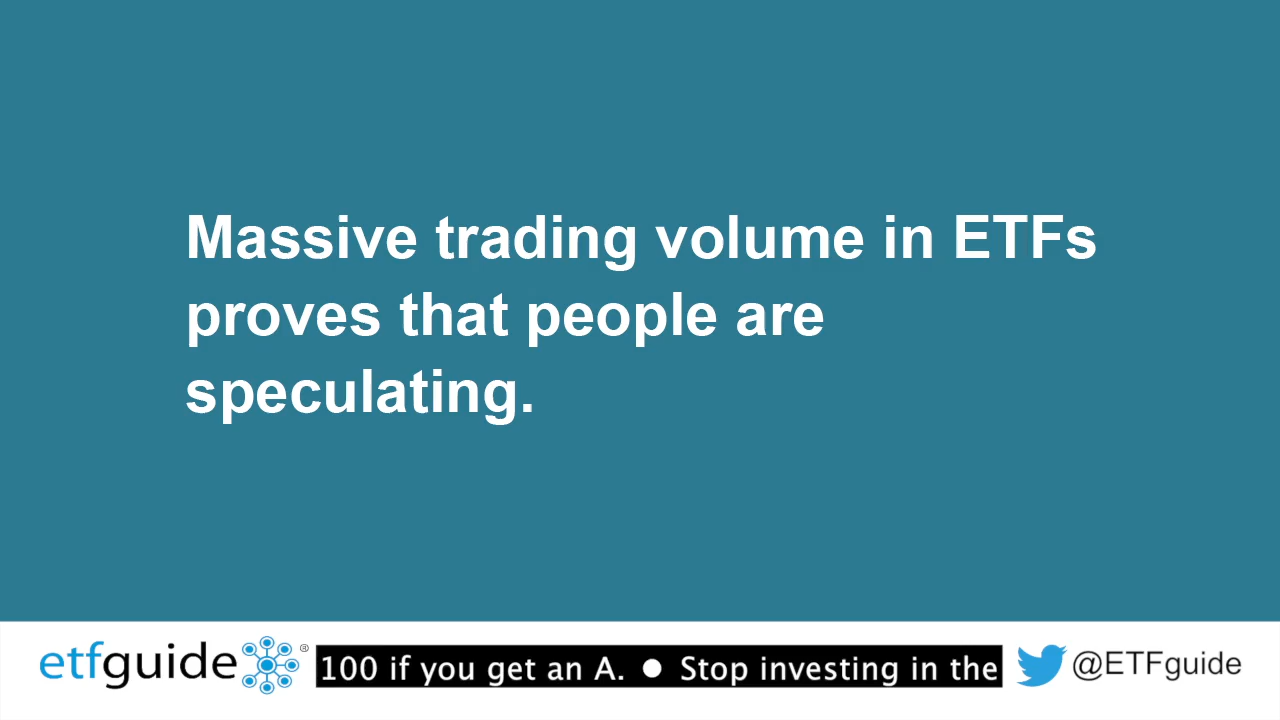 Massive trading volume in ETFs
proves that people are
speculating.
etfguide®
100 if you get an A. ● Stop investing in the
@ETFguide